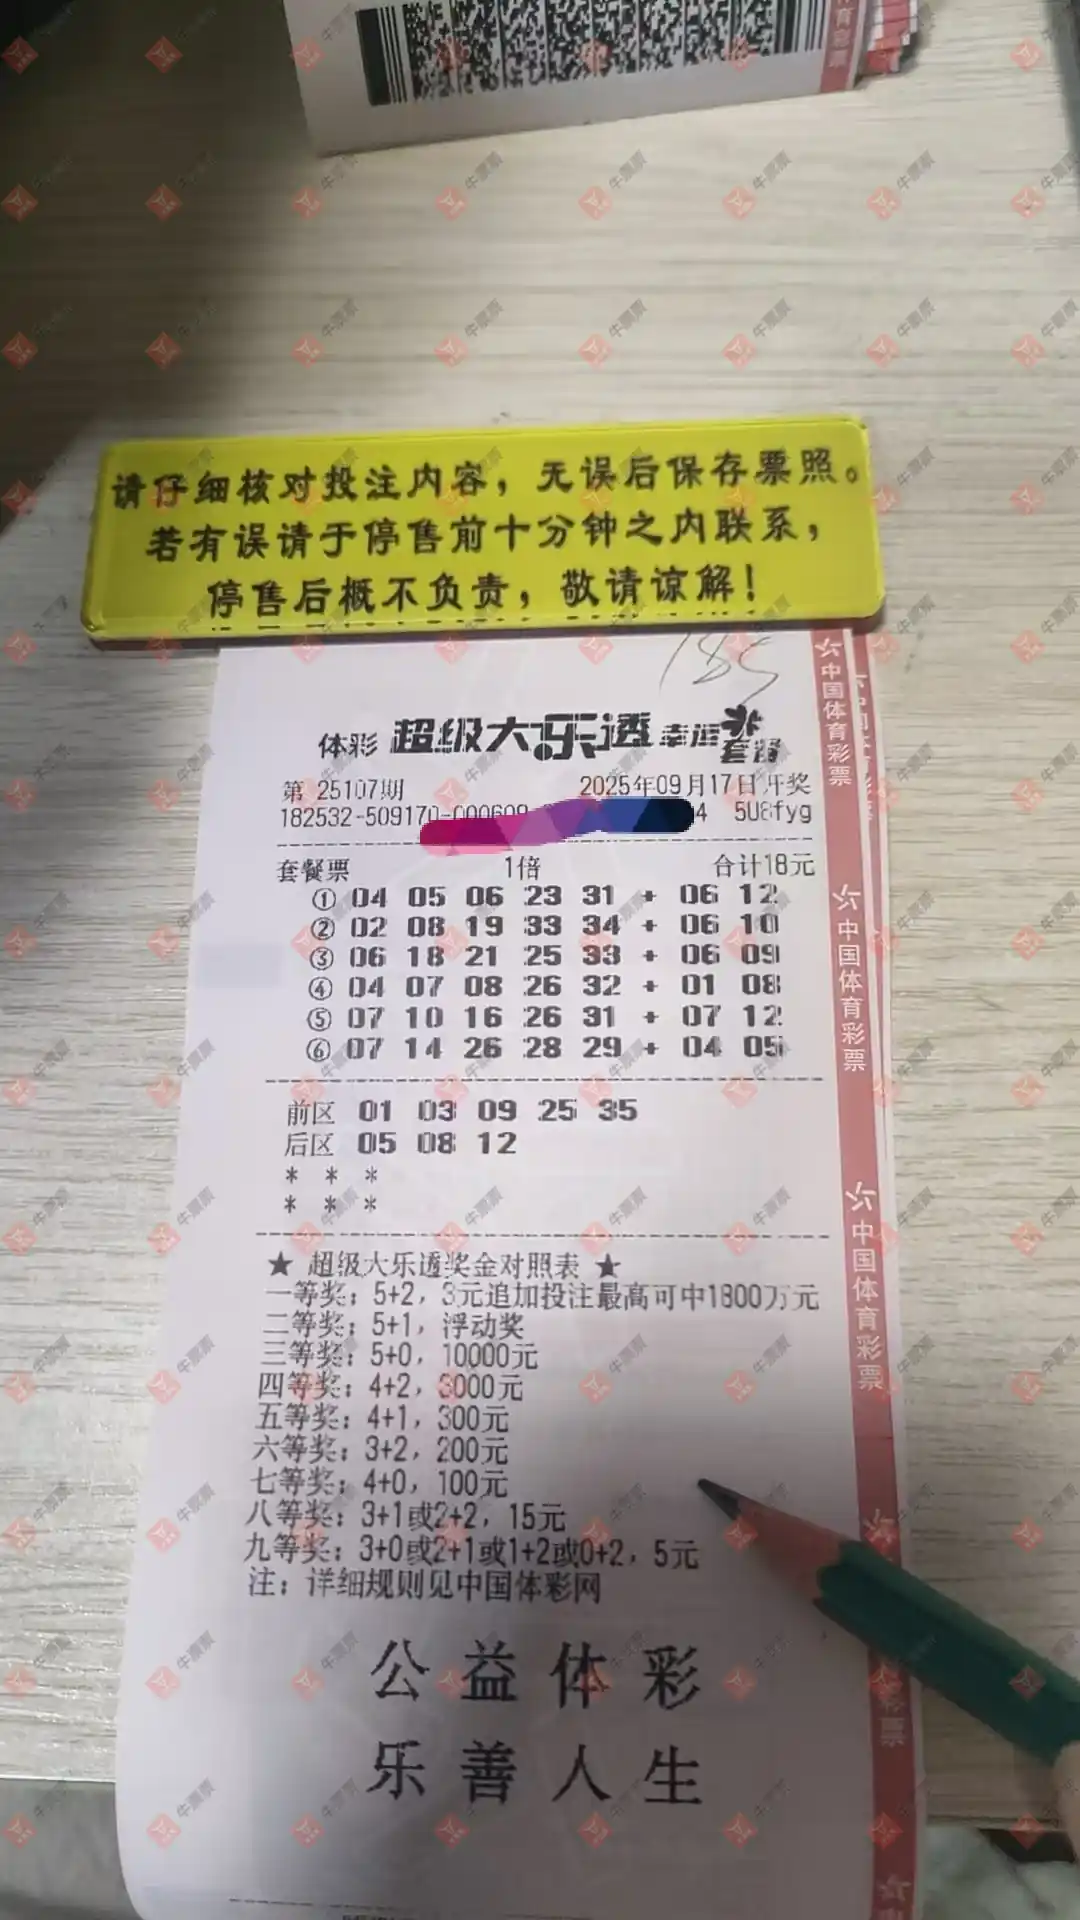 请仔细核对投注内容，无误后保存票照。
若有误请于停售前十分钟之内联系，
停售后概不负责，敬请谅解！
185
体彩 超级大乐透 幸运 套餐
第 25107期 2025年09月17日开奖
182532-509170-000609 4 5U8fyg
套餐票 1倍 合计18元
① 04 05 06 23 31 + 06 12
② 02 08 19 33 34 + 06 10
③ 06 18 21 25 33 + 06 09
④ 04 07 08 26 32 + 01 08
⑤ 07 10 16 26 31 + 07 12
⑥ 07 14 26 28 29 + 04 05
前区 01 03 09 25 35
后区 05 08 12
* * *
* * *
★ 超级大乐透奖金对照表 ★
一等奖：5+2，3元追加投注最高可中1800万元
二等奖：5+1，浮动奖
三等奖：5+0，10000元
四等奖：4+2，3000元
五等奖：4+1，300元
六等奖：3+2，200元
七等奖：4+0，100元
八等奖：3+1或2+2，15元
九等奖：3+0或2+1或1+2或0+2，5元
注：详细规则见中国体彩网
公益体彩
乐善人生
中国体育彩票
中国体育彩票
中国体育彩票
牛票票